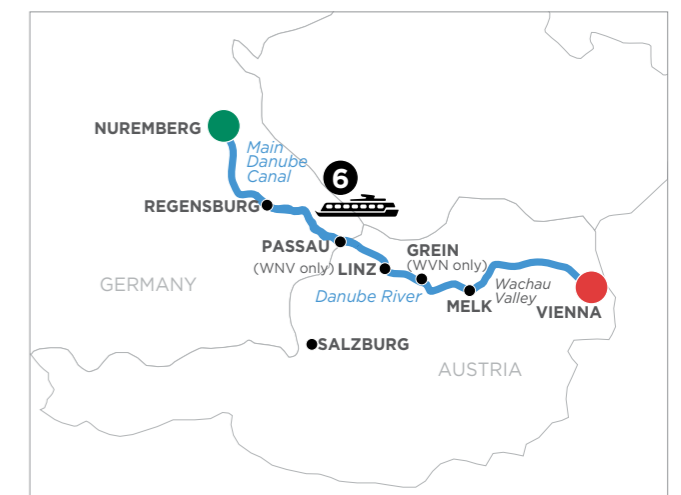 NUREMBERG
Main
Danube
Canal
6
REGENSBURG
PASSAU
(WNV only)
LINZ
GREIN
(WVN only)
GERMANY
Danube River
MELK
Wachau
Valley
VIENNA
SALZBURG
AUSTRIA